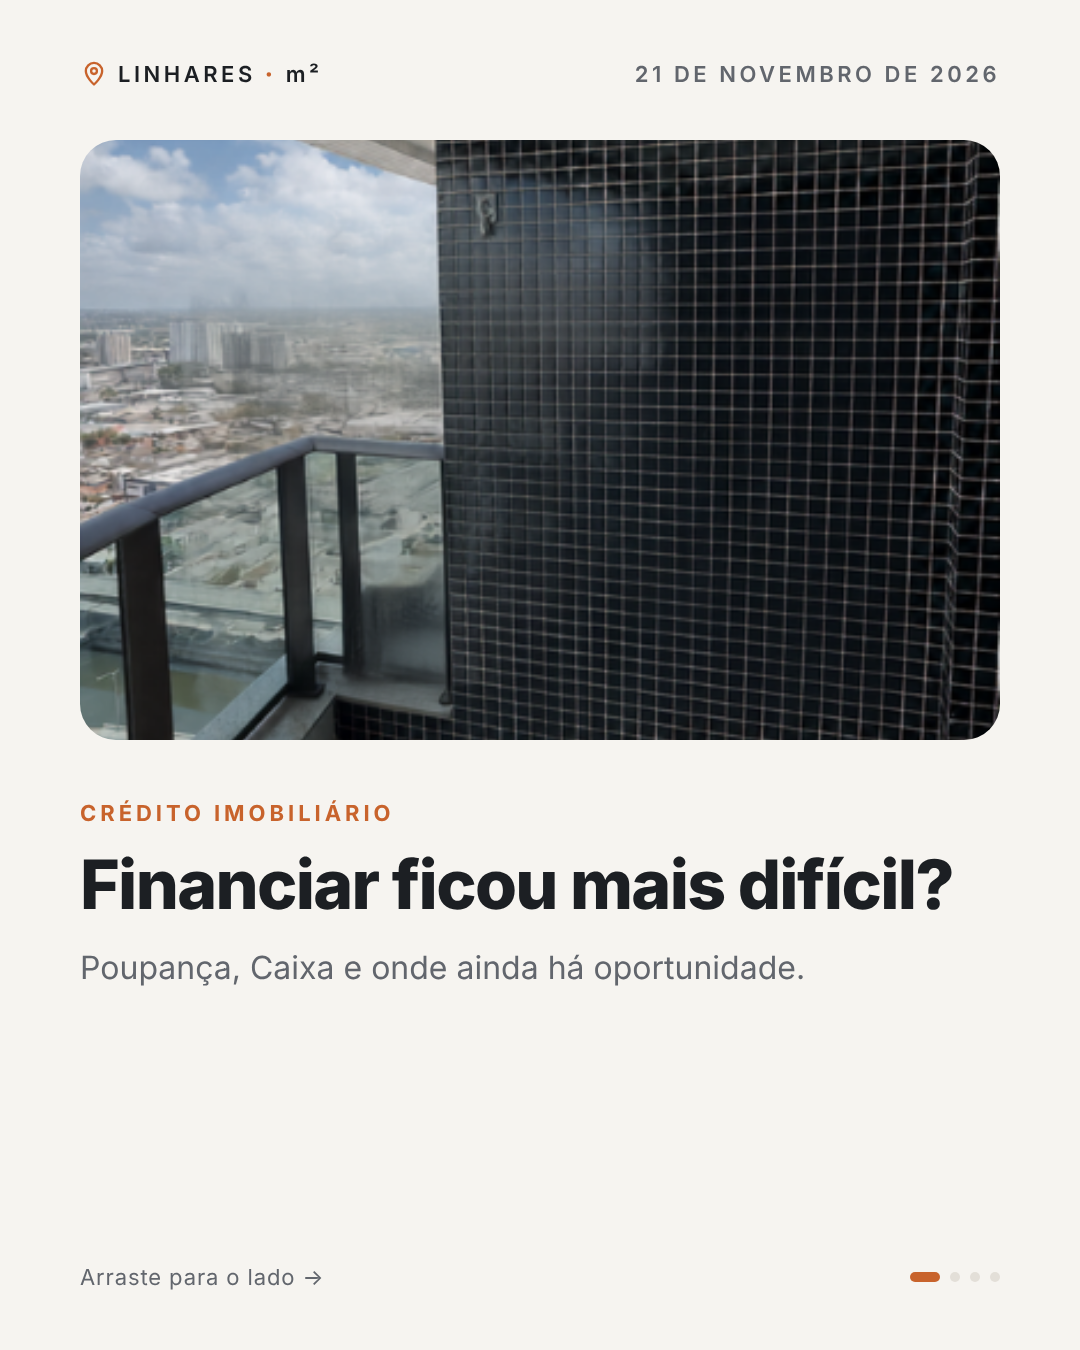 LINHARES · m²
21 DE NOVEMBRO DE 2026
CRÉDITO IMOBILIÁRIO
Financiar ficou mais difícil?
Poupança, Caixa e onde ainda há oportunidade.
Arraste para o lado →